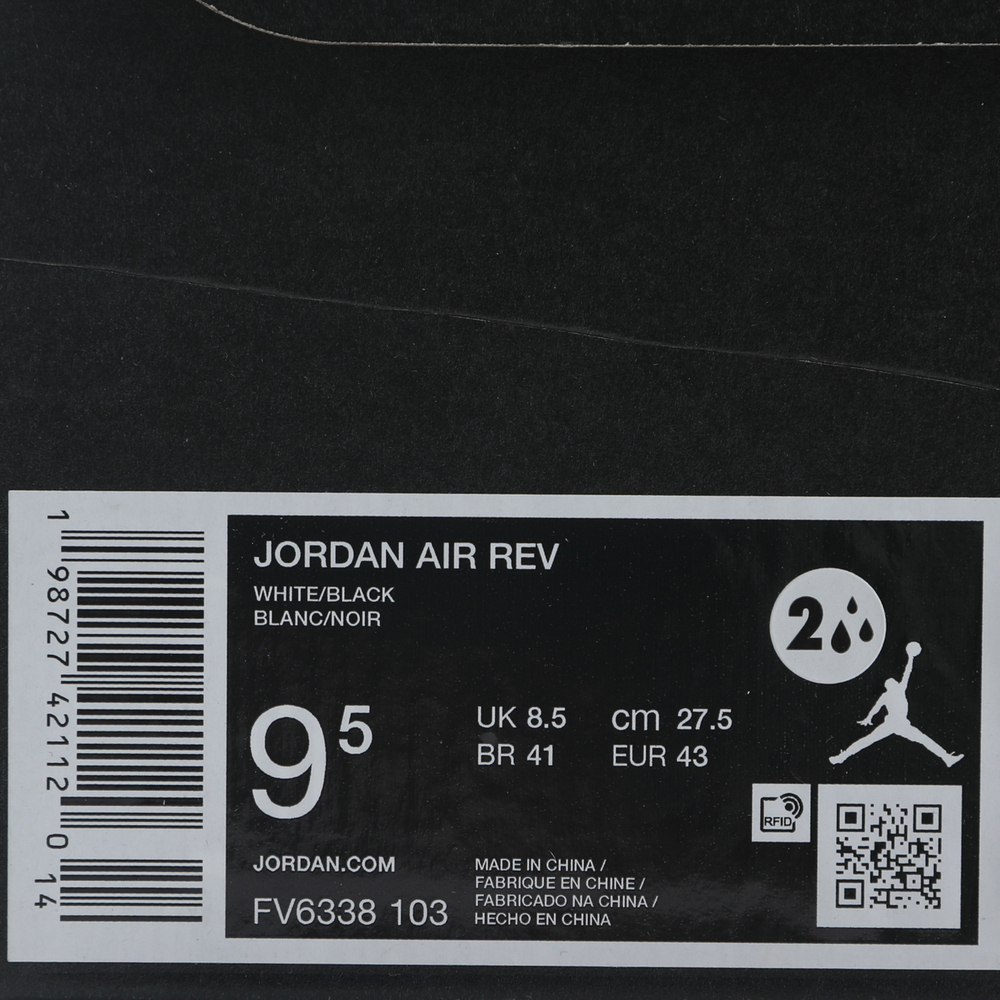 JORDAN AIR REV
WHITE/BLACK
BLANC/NOIR
9⁵
UK 8.5 cm 27.5
BR 41 EUR 43
2
RFID
JORDAN.COM
FV6338 103
MADE IN CHINA /
FABRIQUE EN CHINE /
FABRICADO NA CHINA /
HECHO EN CHINA
1 98727 42112 0 14